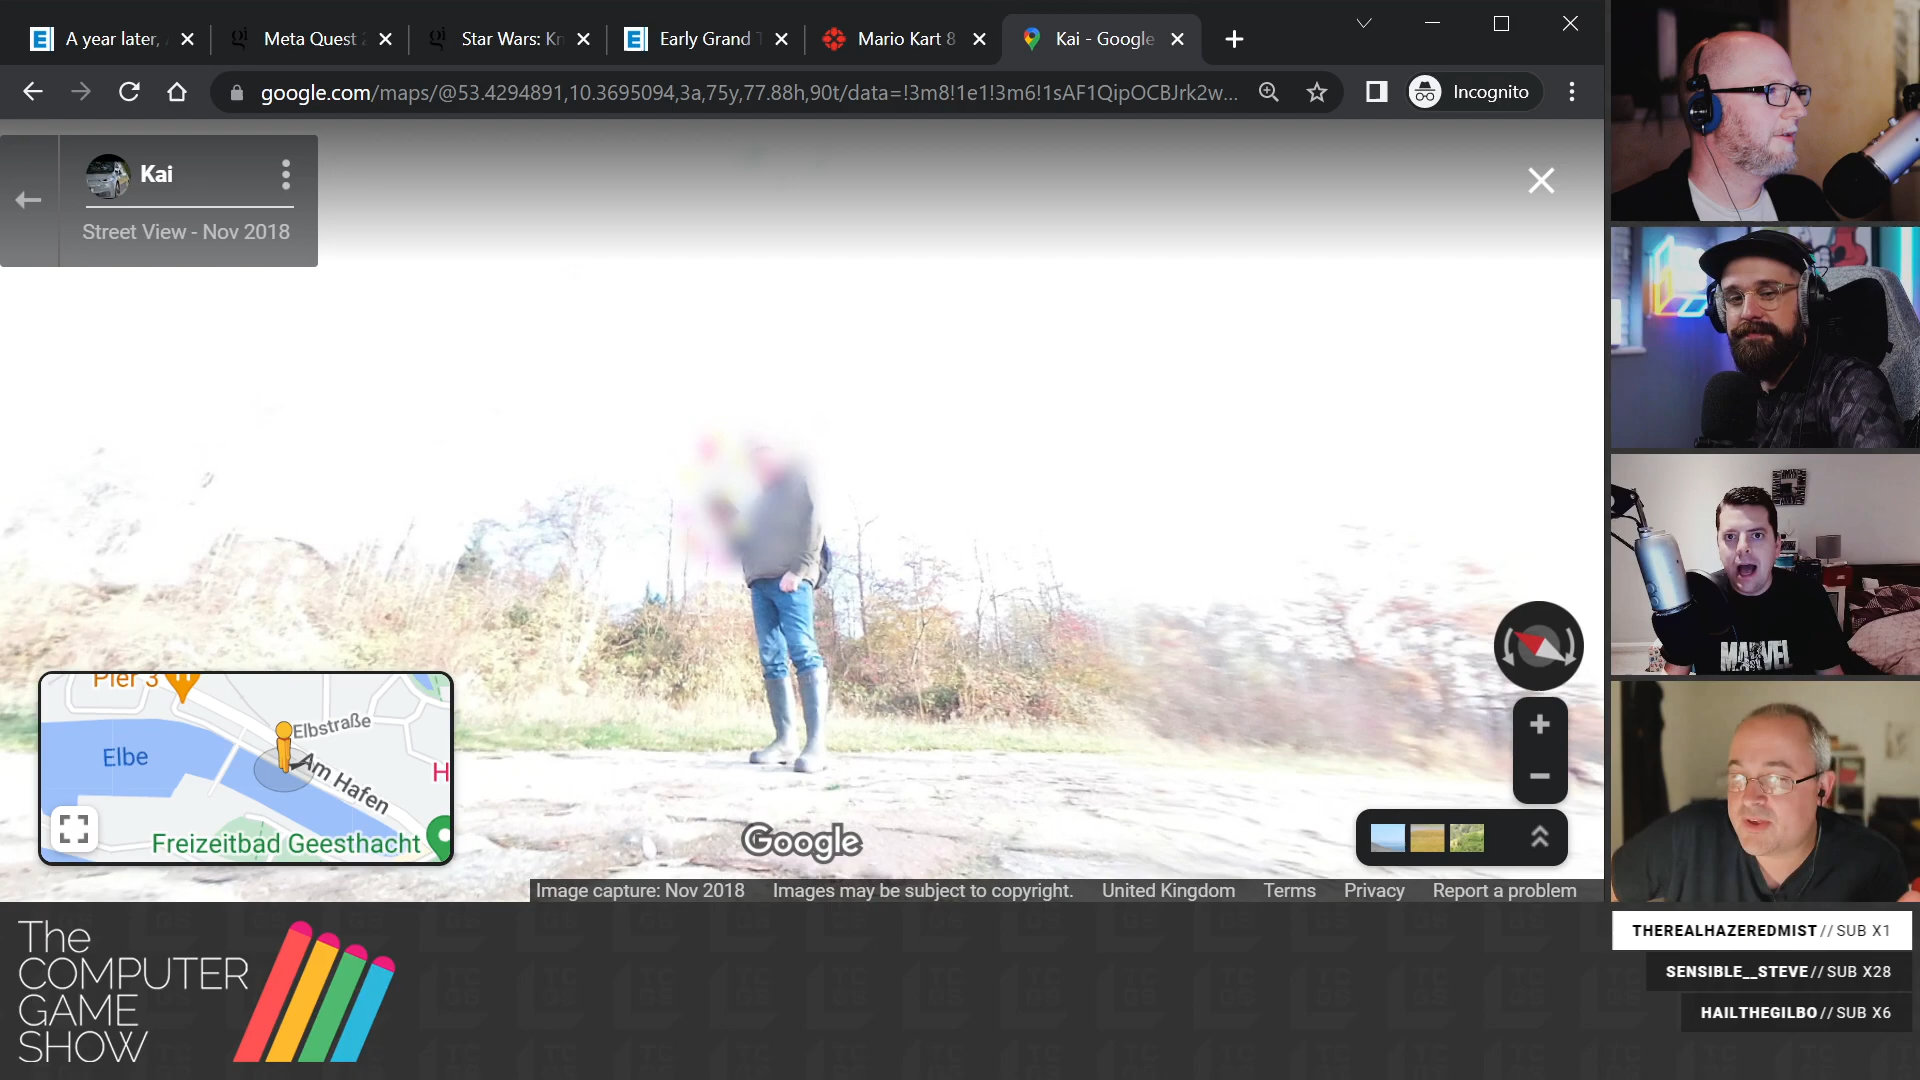 A year later,
Meta Quest 2
Star Wars: Kn
Early Grand T
Mario Kart 8
Kai - Google
google.com/maps/@53.4294891,10.3695094,3a,75y,77.88h,90t/data=!3m8!1e1!3m6!1sAF1QipOCBJrk2w...
Incognito
Kai
Street View - Nov 2018
Pier 3
Elbstraße
Elbe
Am Hafen
H
Freizeitbad Geesthacht
Google
Image capture: Nov 2018 Images may be subject to copyright. United Kingdom Terms Privacy Report a problem
MARVEL
The
COMPUTER
GAME
SHOW
THEREALHAZEREDMIST // SUB X1
SENSIBLE__STEVE // SUB X28
HAILTHEGILBO // SUB X6